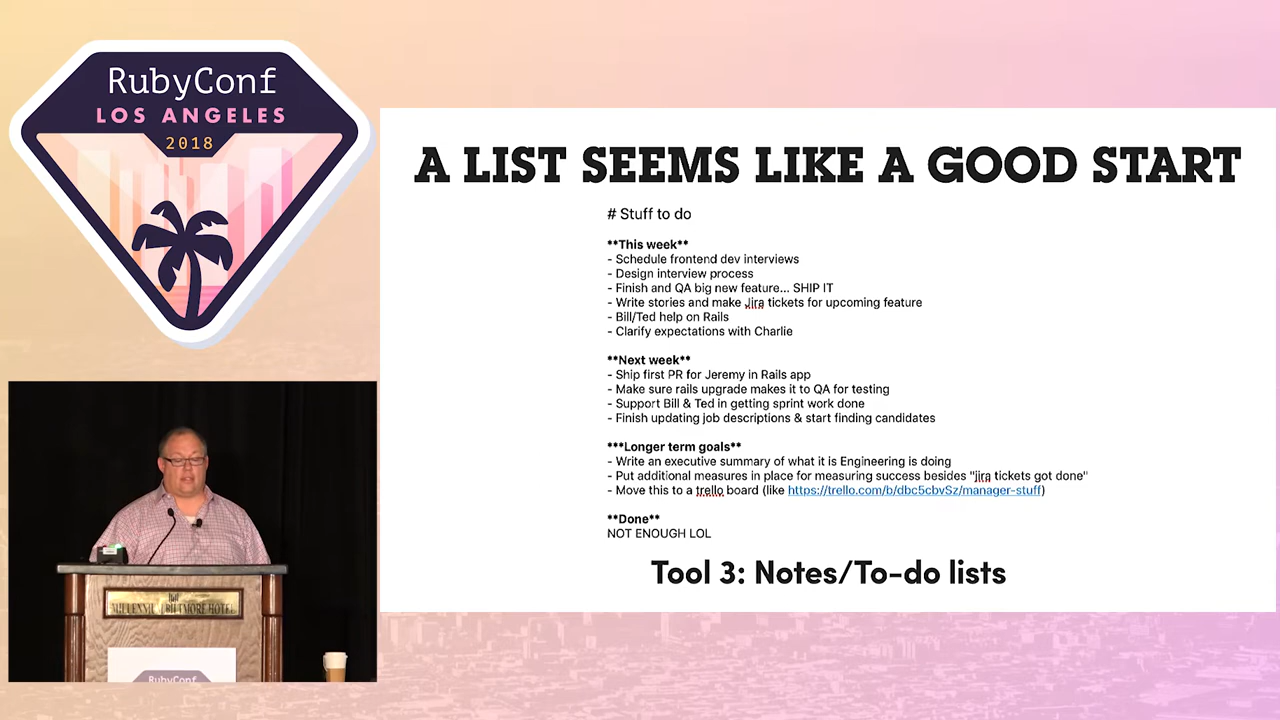 RubyConf
LOS ANGELES
2018
A LIST SEEMS LIKE A GOOD START
# Stuff to do
**This week**
- Schedule frontend dev interviews
- Design interview process
- Finish and QA big new feature... SHIP IT
- Write stories and make jira tickets for upcoming feature
- Bill/Ted help on Rails
- Clarify expectations with Charlie
**Next week**
- Ship first PR for Jeremy in Rails app
- Make sure rails upgrade makes it to QA for testing
- Support Bill & Ted in getting sprint work done
- Finish updating job descriptions & start finding candidates
***Longer term goals**
- Write an executive summary of what it is Engineering is doing
- Put additional measures in place for measuring success besides "jira tickets got done"
- Move this to a trello board (like https://trello.com/b/dbc5cbvSz/manager-stuff)
**Done**
NOT ENOUGH LOL
Tool 3: Notes/To-do lists
MILLENNIUM BILTMORE HOTEL
RubyConf